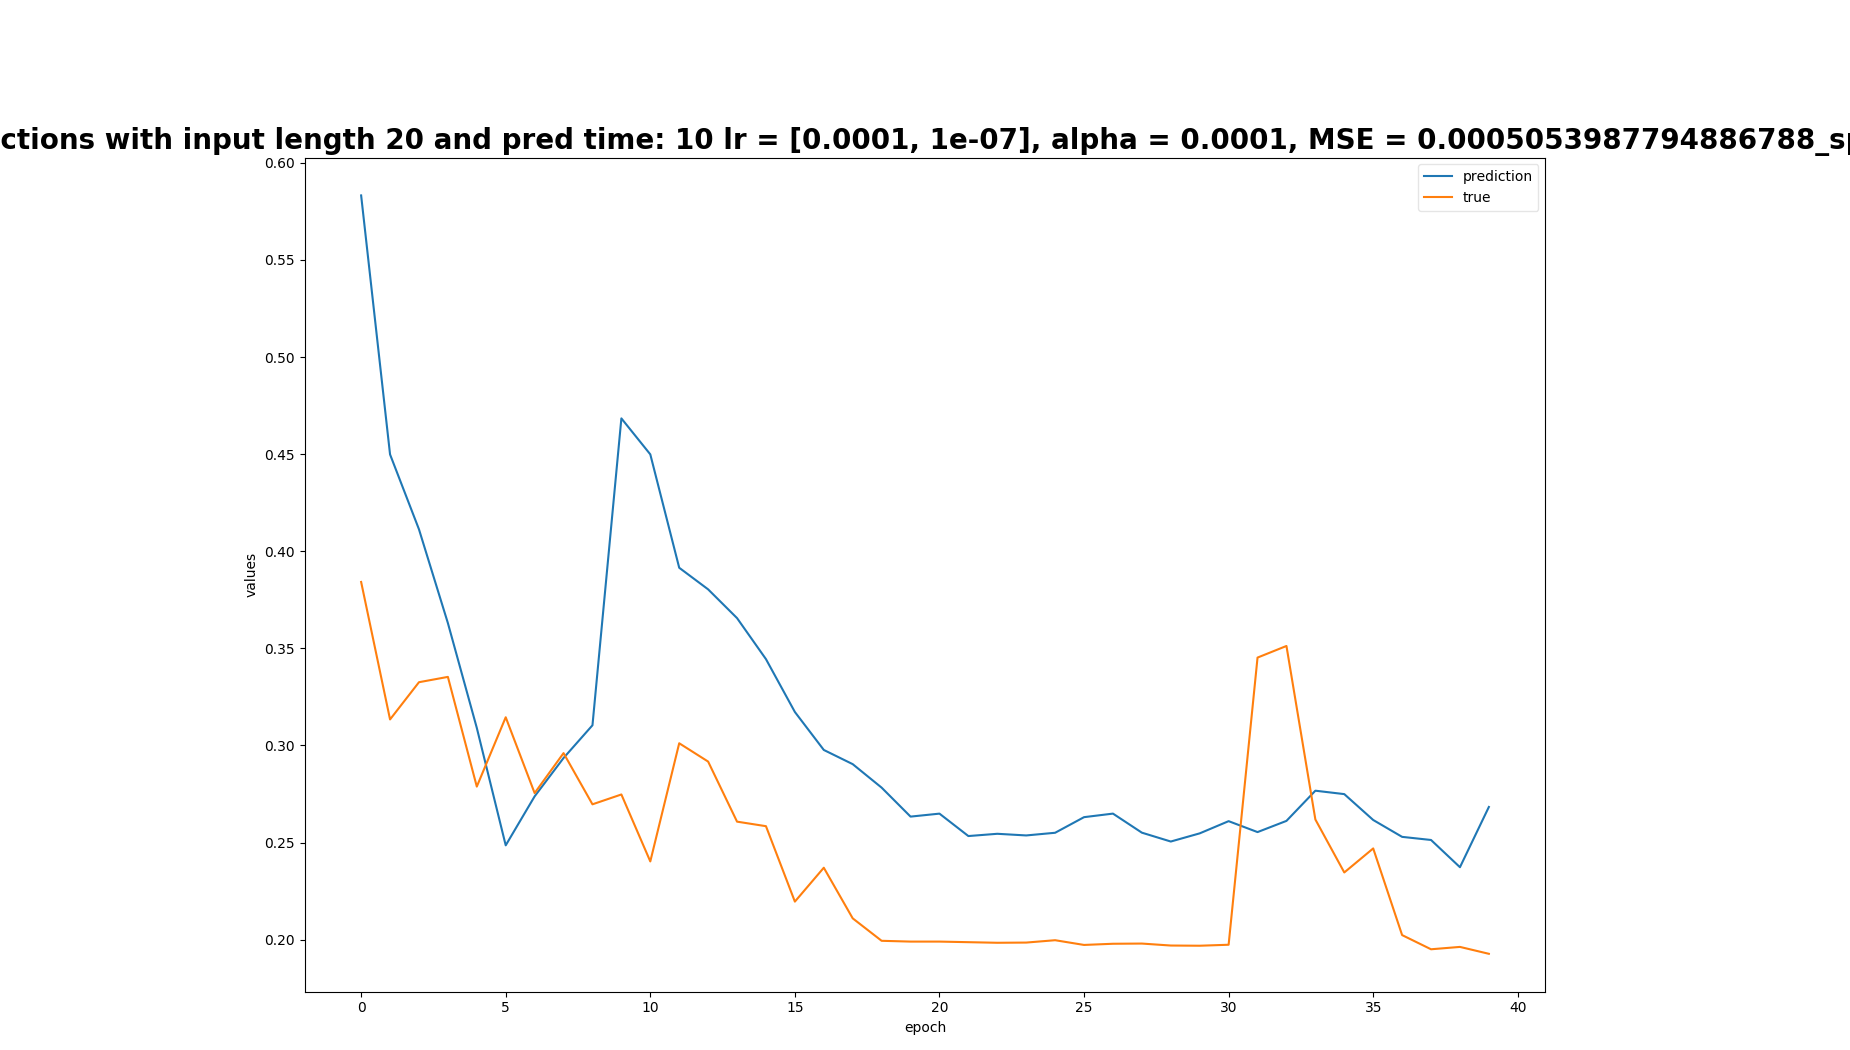 ctions with input length 20 and pred time: 10 lr = [0.0001, 1e-07], alpha = 0.0001, MSE = 0.0005053987794886788_sp
prediction
true
0.60
0.55
0.50
0.45
0.40
0.35
0.30
0.25
0.20
values
0 5 10 15 20 25 30 35 40
epoch